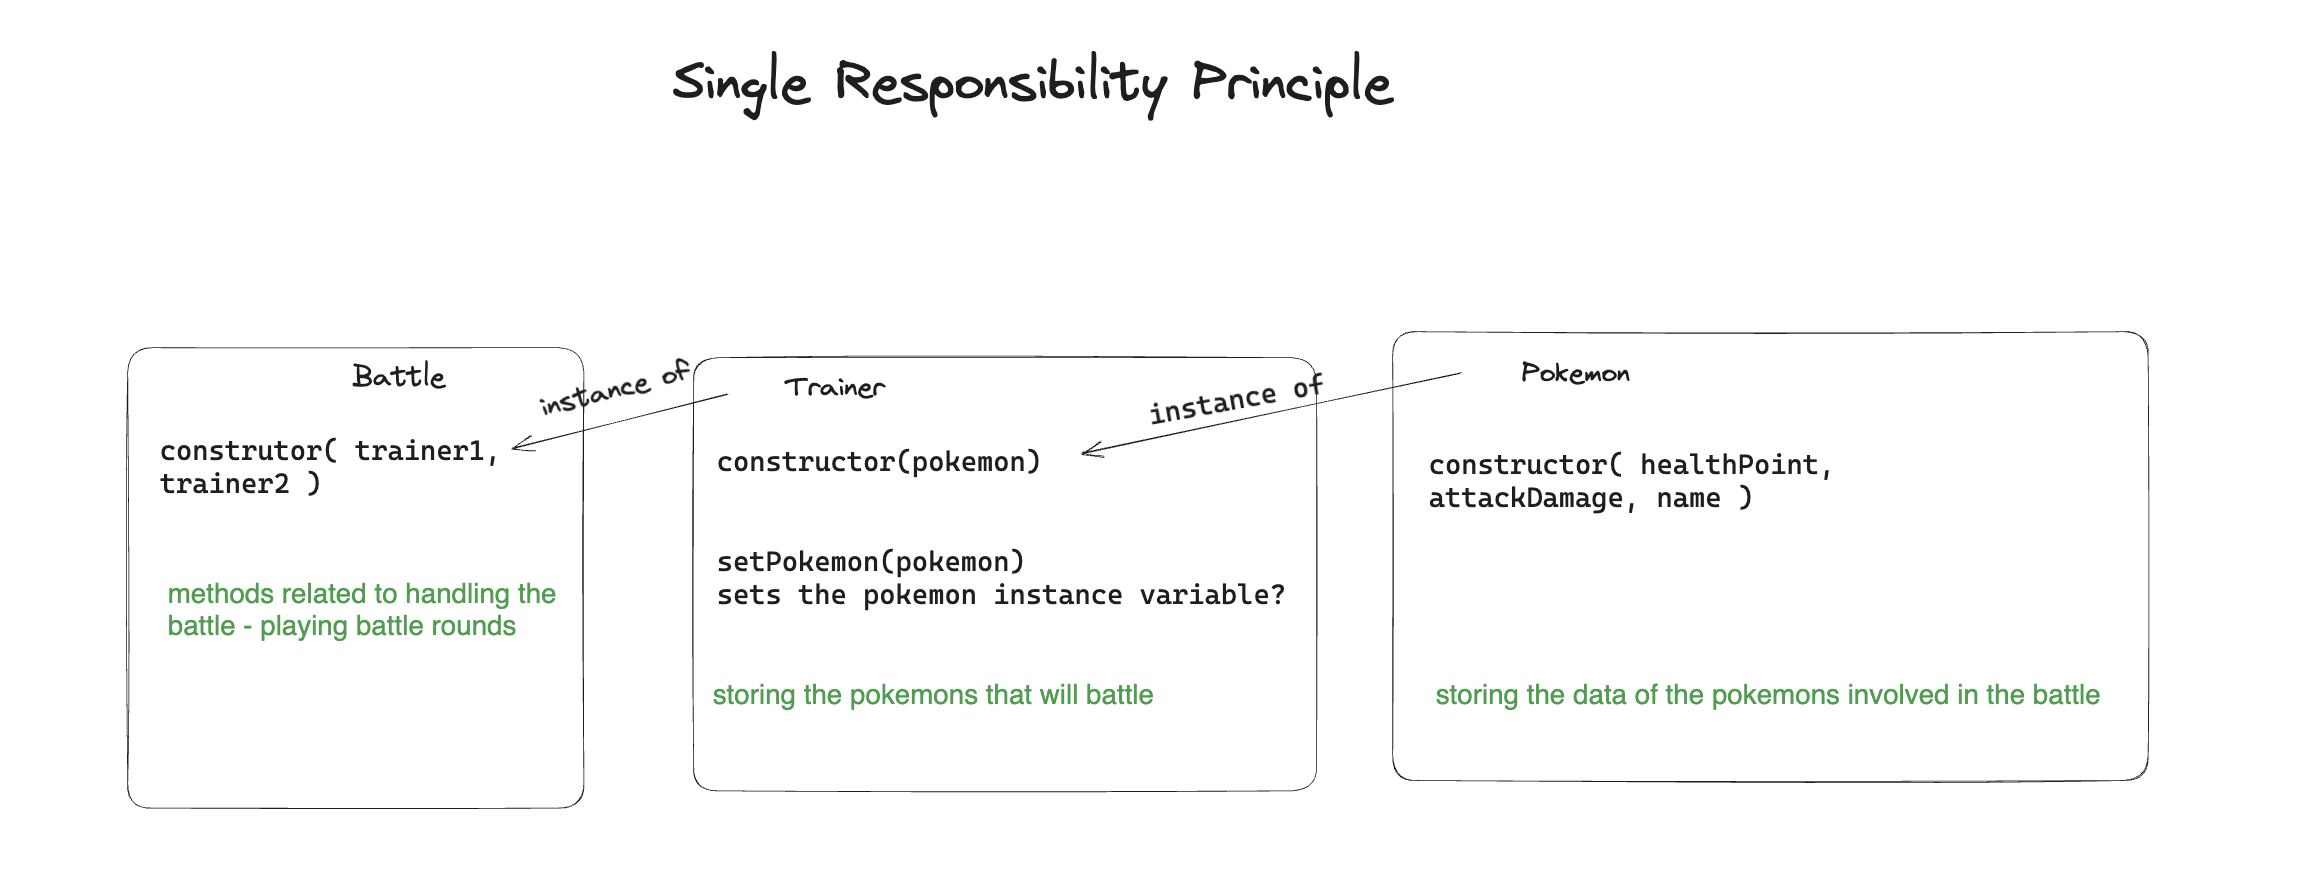 Single Responsibility Principle
Battle
instance of
construtor( trainer1,
trainer2 )
methods related to handling the
battle - playing battle rounds
Trainer
instance of
constructor(pokemon)
setPokemon(pokemon)
sets the pokemon instance variable?
storing the pokemons that will battle
Pokemon
constructor( healthPoint,
attackDamage, name )
storing the data of the pokemons involved in the battle